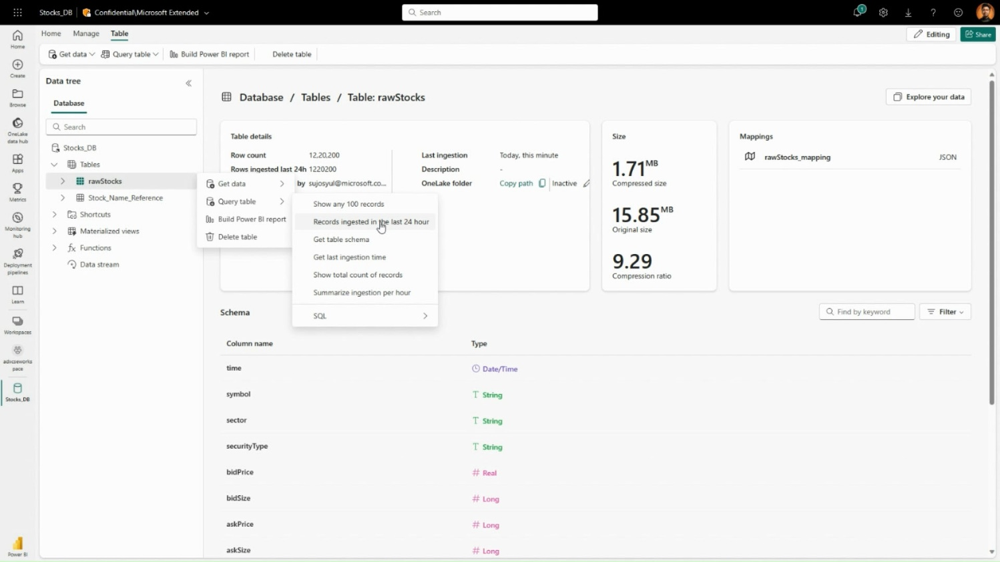 Stocks_DB | Confidential\Microsoft Extended
Search
1
Home
Create
Browse
OneLake
data hub
Apps
Metrics
Monitoring
hub
Deployment
pipelines
Learn
Workspaces
adxcseworks
pace
Stocks_DB
Power BI
Home Manage Table
Editing
Share
Get data
Query table
Build Power BI report
Delete table
Data tree
Database
Search
Stocks_DB
Tables
rawStocks
Stock_Name_Reference
Shortcuts
Materialized views
Functions
Data stream
Get data
Query table
Build Power BI report
Delete table
Show any 100 records
Records ingested in the last 24 hour
Get table schema
Get last ingestion time
Show total count of records
Summarize ingestion per hour
SQL
Database / Tables / Table: rawStocks
Explore your data
Table details
Row count 12,20,200
Rows ingested last 24h 1220200
by sujosyul@microsoft.co...
Last ingestion Today, this minute
Description -
OneLake folder Copy path Inactive
Size
1.71MB
Compressed size
15.85MB
Original size
9.29
Compression ratio
Mappings
rawStocks_mapping JSON
Schema
Find by keyword
Filter
Column name Type
time Date/Time
symbol String
sector String
securityType String
bidPrice Real
bidSize Long
askPrice Long
askSize Long